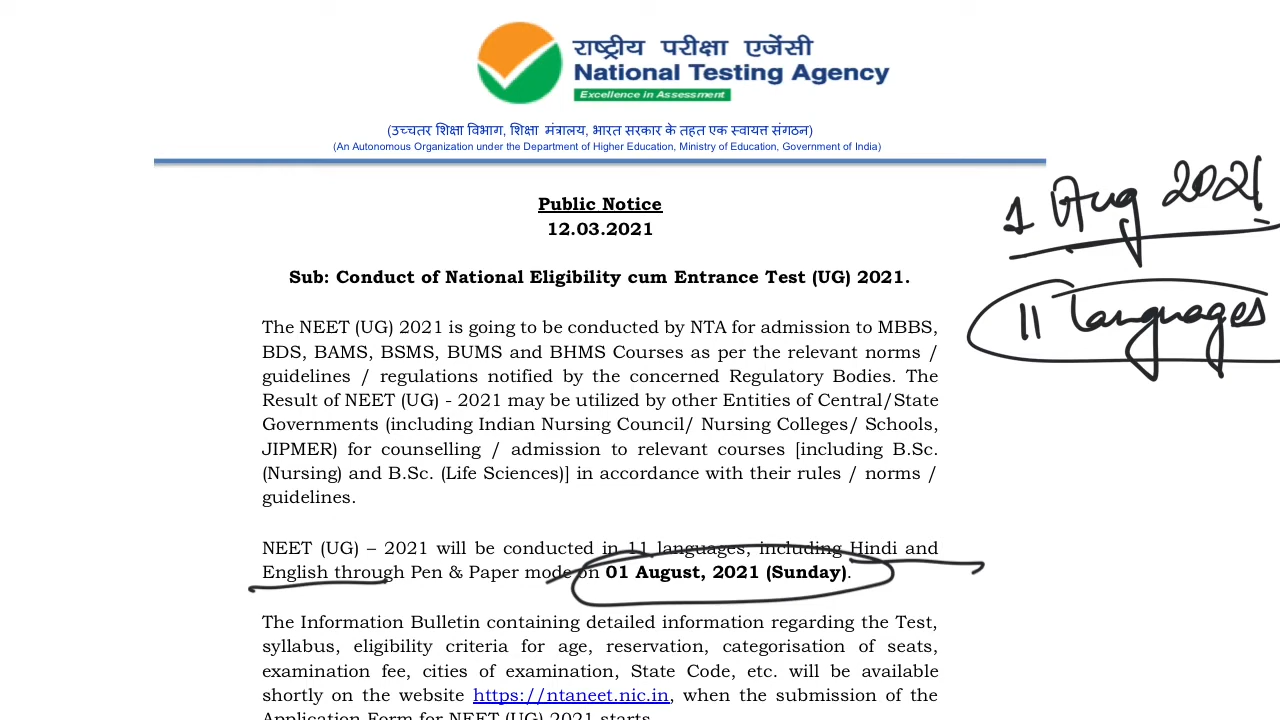 राष्ट्रीय परीक्षा एजेंसी
National Testing Agency
Excellence in Assessment
(उच्चतर शिक्षा विभाग, शिक्षा मंत्रालय, भारत सरकार के तहत एक स्वायत्त संगठन)
(An Autonomous Organization under the Department of Higher Education, Ministry of Education, Government of India)
Public Notice
12.03.2021
Sub: Conduct of National Eligibility cum Entrance Test (UG) 2021.
1 Aug 2021
11 languages
The NEET (UG) 2021 is going to be conducted by NTA for admission to MBBS,
BDS, BAMS, BSMS, BUMS and BHMS Courses as per the relevant norms /
guidelines / regulations notified by the concerned Regulatory Bodies. The
Result of NEET (UG) - 2021 may be utilized by other Entities of Central/State
Governments (including Indian Nursing Council/ Nursing Colleges/ Schools,
JIPMER) for counselling / admission to relevant courses [including B.Sc.
(Nursing) and B.Sc. (Life Sciences)] in accordance with their rules / norms /
guidelines.
NEET (UG) – 2021 will be conducted in 11 languages, including Hindi and
English through Pen & Paper mode on 01 August, 2021 (Sunday).
The Information Bulletin containing detailed information regarding the Test,
syllabus, eligibility criteria for age, reservation, categorisation of seats,
examination fee, cities of examination, State Code, etc. will be available
shortly on the website https://ntaneet.nic.in, when the submission of the
Application Form for NEET (UG) 2021 starts.